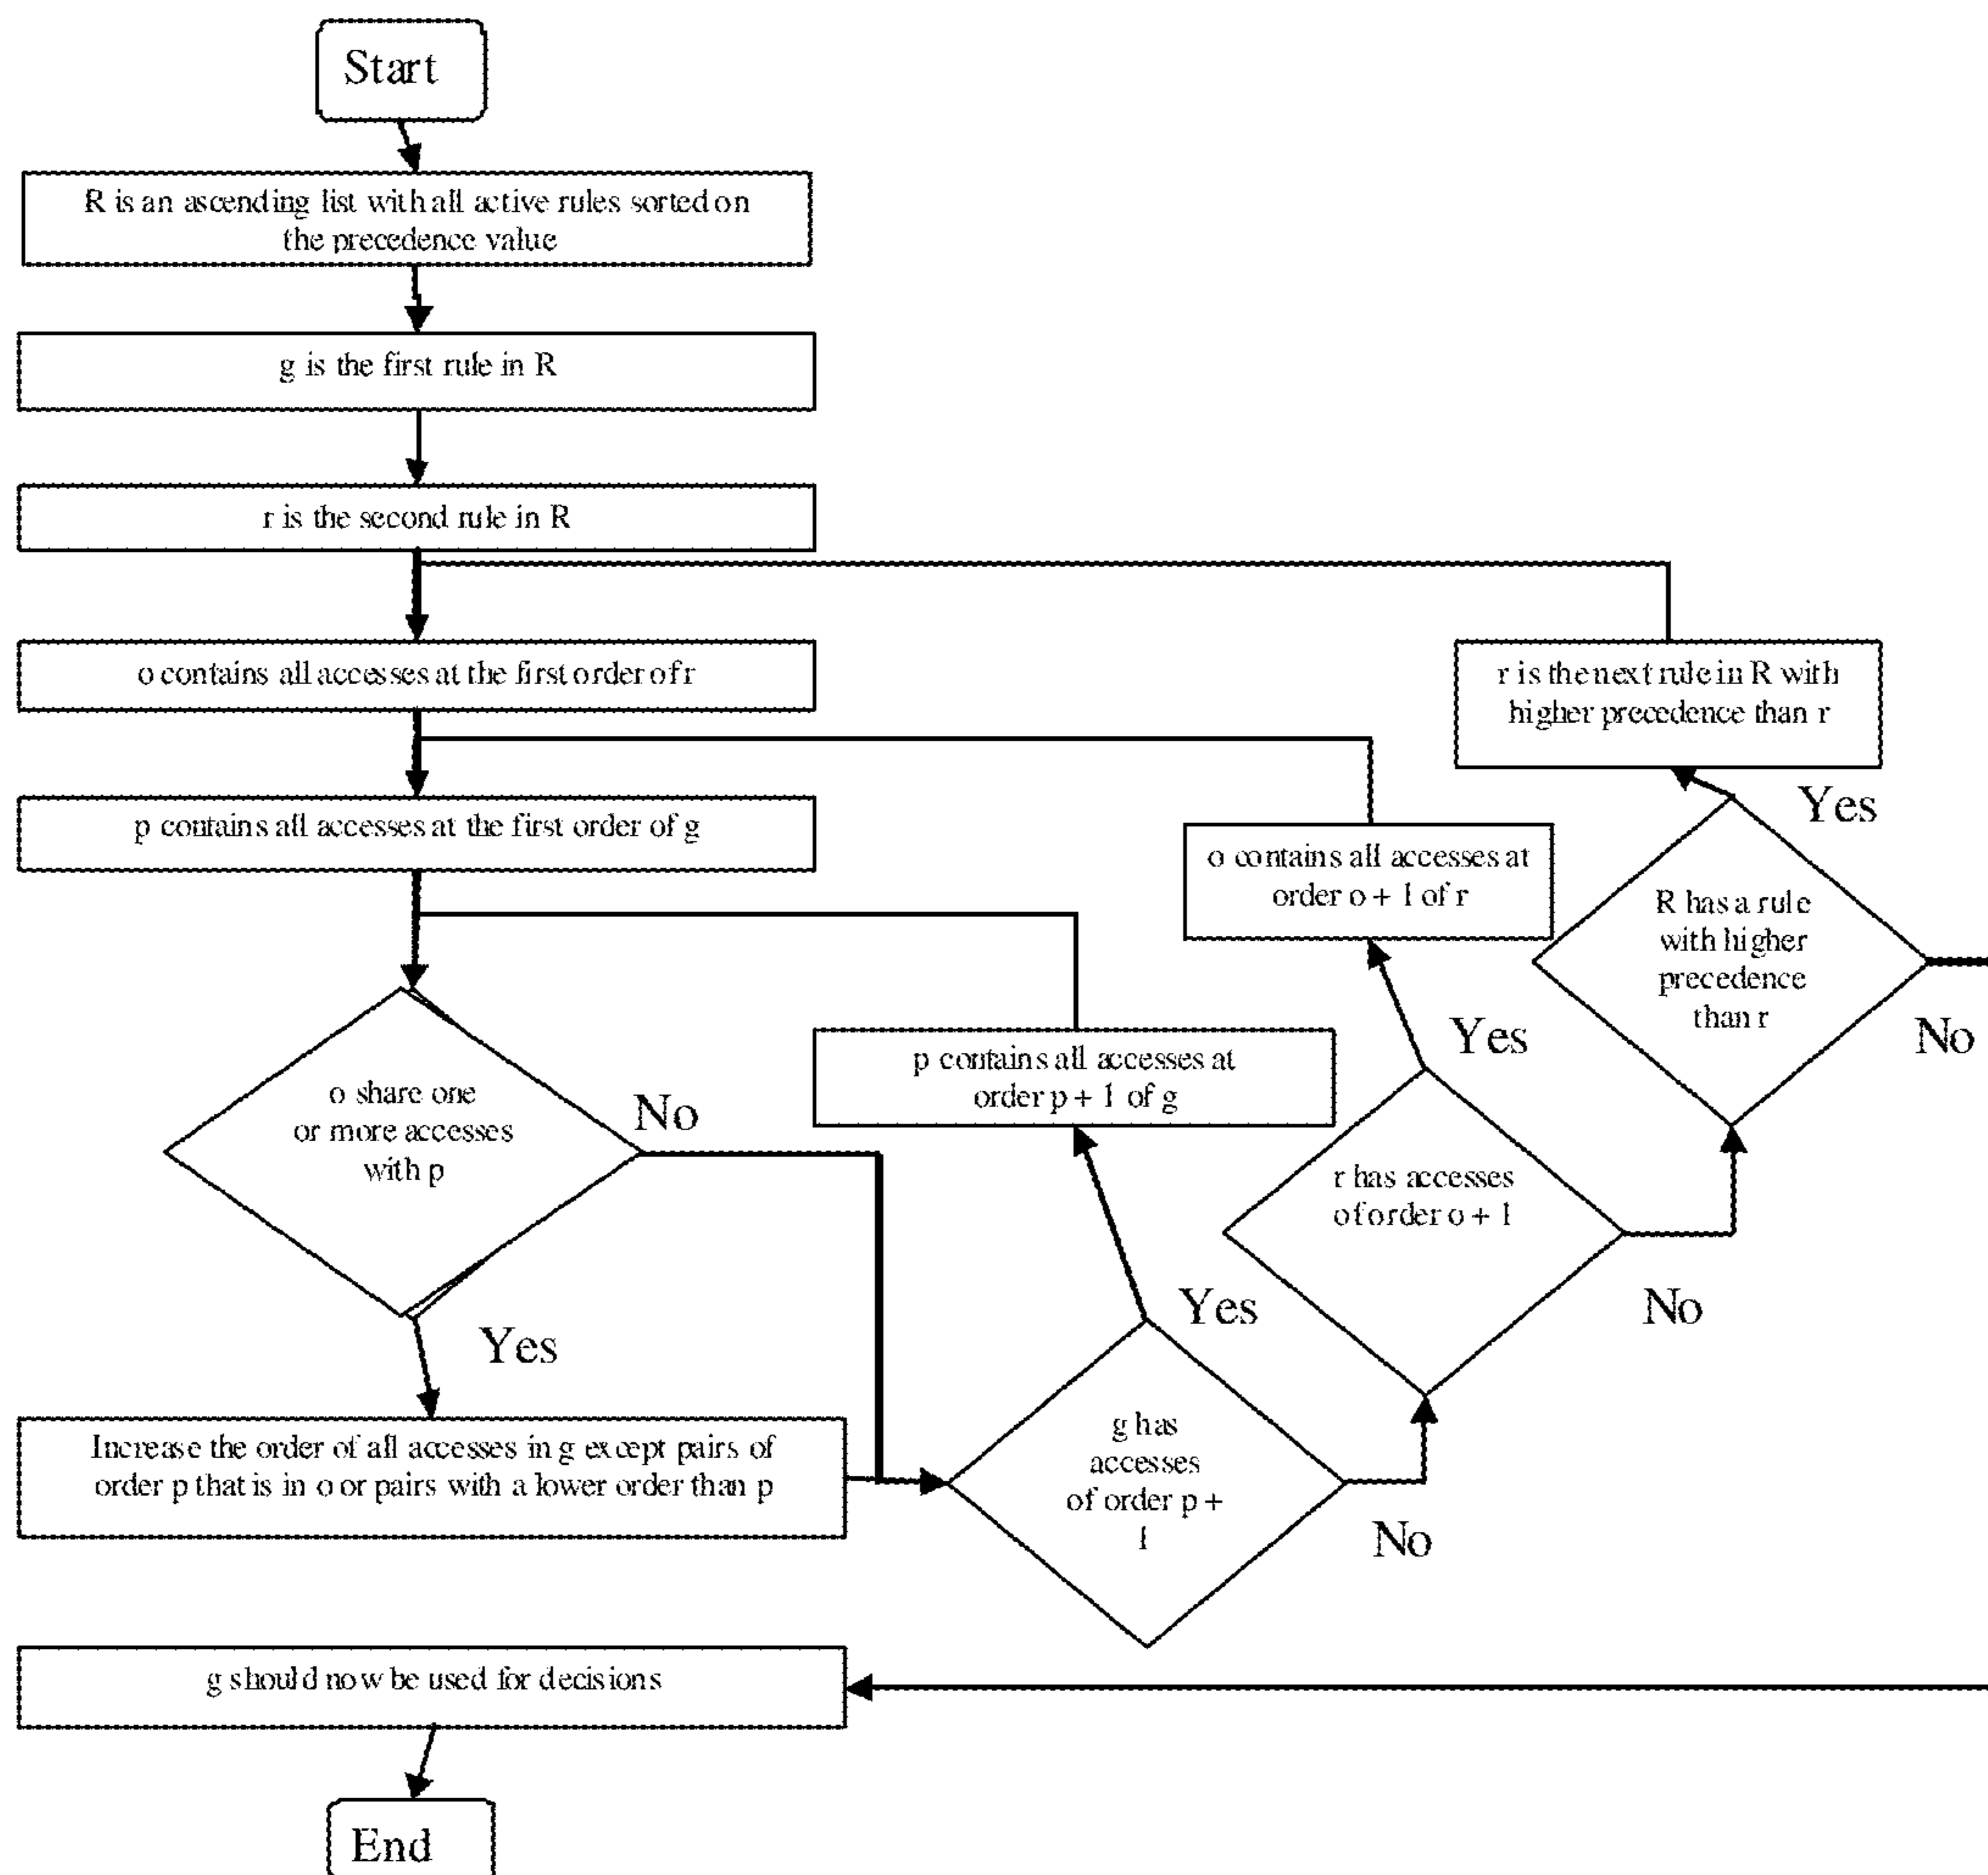 Start
R is an ascending list with all active rules sorted on
the precedence value
g is the first rule in R
r is the second rule in R
o contains all accesses at the first order of r
r is the next rule in R with
higher precedence than r
Yes
p contains all accesses at the first order of g
o contains all accesses at
order o + 1 of r
R has a rule
with higher
precedence
than r
No
Yes
p contains all accesses at
order p + 1 of g
o share one
or more accesses
with p
No
r has accesses
of order o + 1
No
Yes
Yes
Increase the order of all accesses in g except pairs of
order p that is in o or pairs with a lower order than p
g has
accesses
of order p +
1
No
g should now be used for decisions
End